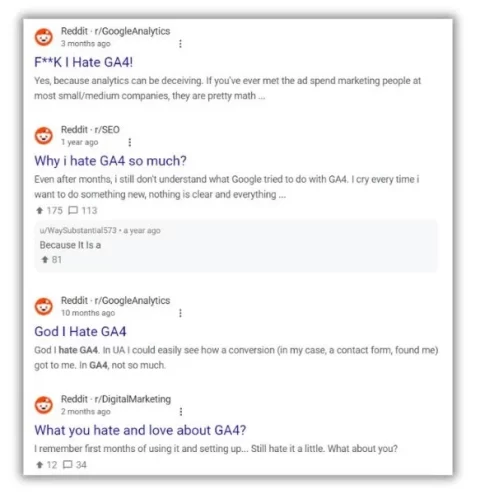 Reddit · r/GoogleAnalytics
3 months ago
F**K I Hate GA4!
Yes, because analytics can be deceiving. If you've ever met the ad spend marketing people at
most small/medium companies, they are pretty math ...
Reddit · r/SEO
1 year ago
Why i hate GA4 so much?
Even after months, i still don't understand what Google tried to do with GA4. I cry every time i
want to do something new, nothing is clear and everything ...
175 113
u/WaySubstantial573 • a year ago
Because It Is a
81
Reddit · r/GoogleAnalytics
10 months ago
God I Hate GA4
God I hate GA4. In UA I could easily see how a conversion (in my case, a contact form, found me)
got to me. In GA4, not so much.
Reddit · r/DigitalMarketing
2 months ago
What you hate and love about GA4?
I remember first months of using it and setting up... Still hate it a little. What about you?
12 34